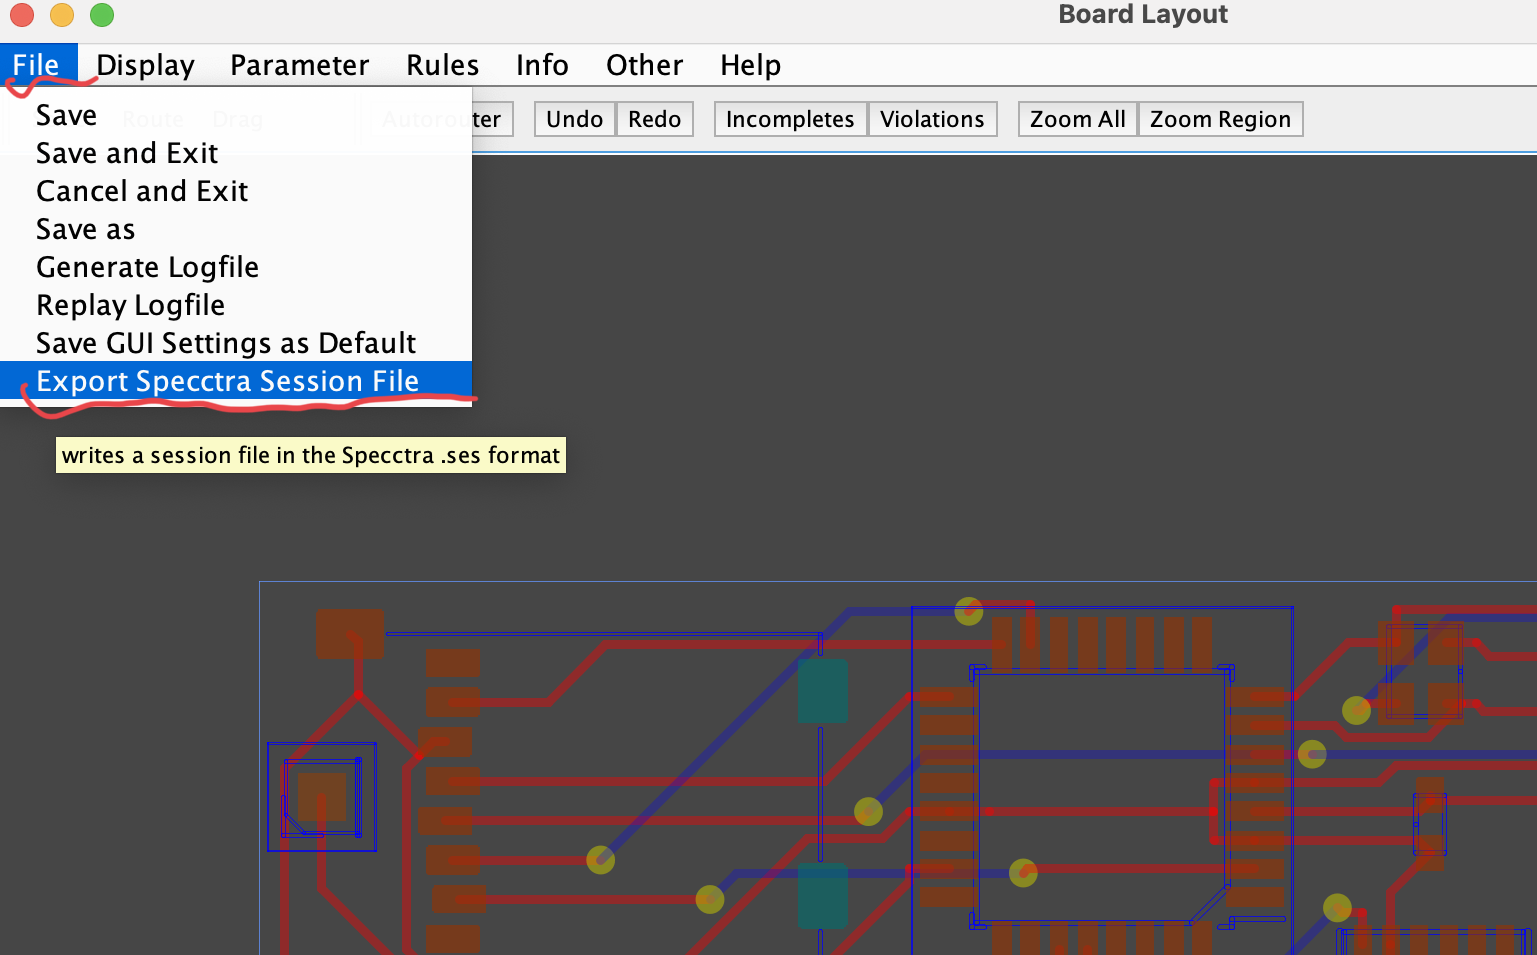 Board Layout
File Display Parameter Rules Info Other Help
Route Drag Autorouter Undo Redo Incompletes Violations Zoom All Zoom Region
Save
Save and Exit
Cancel and Exit
Save as
Generate Logfile
Replay Logfile
Save GUI Settings as Default
Export Specctra Session File
writes a session file in the Specctra .ses format